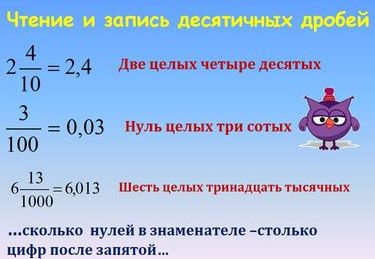 Чтение и запись десятичных дробей
2 4/10 = 2,4 Две целых четыре десятых
3/100 = 0,03 Нуль целых три сотых
6 13/1000 = 6,013 Шесть целых тринадцать тысячных
...сколько нулей в знаменателе –столько
цифр после запятой...